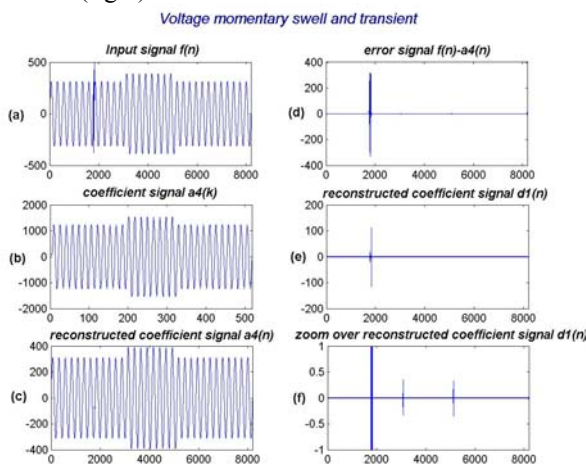 Voltage momentary swell and transient
Input signal f(n)
500
(a)
0
-500
0 2000 4000 6000 8000
error signal f(n)-a4(n)
400
200
(d)
0
-200
-400
0 2000 4000 6000 8000
coefficient signal a4(k)
2000
1000
(b)
0
-1000
-2000
0 100 200 300 400 500
reconstructed coefficient signal d1(n)
200
100
(e)
0
-100
-200
0 2000 4000 6000 8000
reconstructed coefficient signal a4(n)
400
200
(c)
0
-200
-400
0 2000 4000 6000 8000
zoom over reconstructed coefficient signal d1(n)
1
0.5
(f)
0
-0.5
-1
0 2000 4000 6000 8000